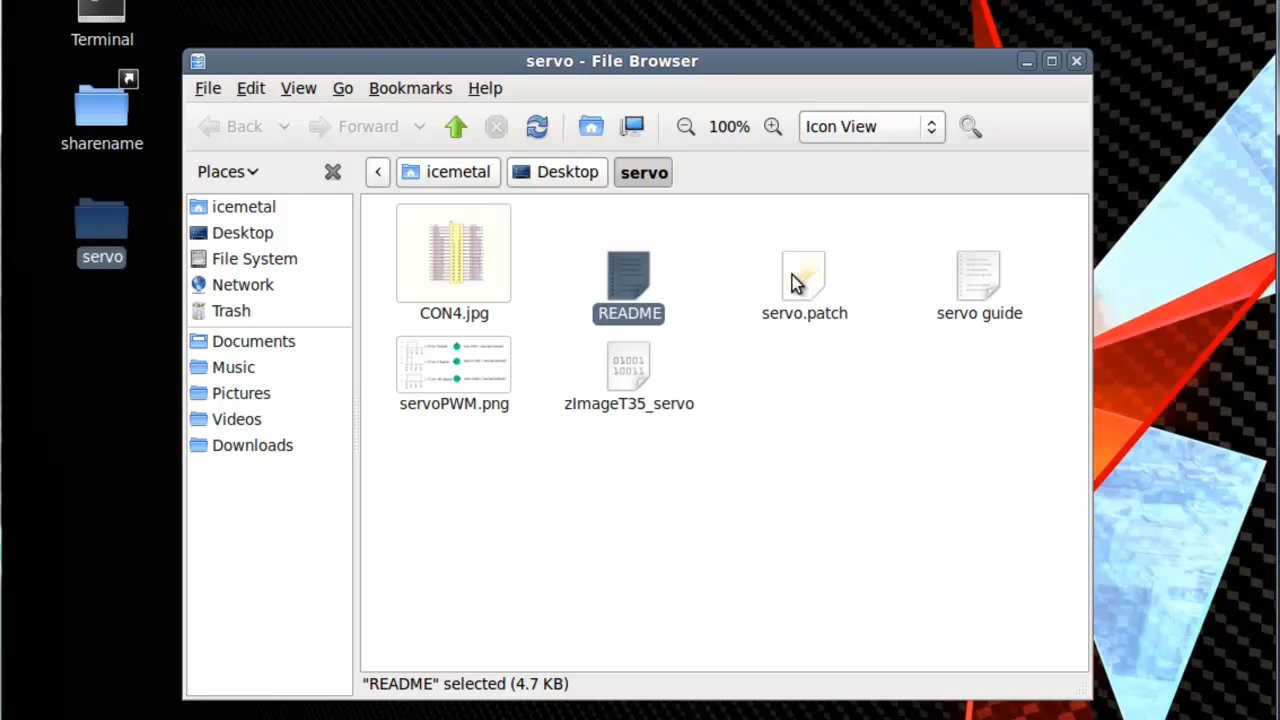 Terminal
sharename
servo
servo - File Browser
File Edit View Go Bookmarks Help
Back Forward 100% Icon View
Places icemetal Desktop servo
icemetal
Desktop
File System
Network
Trash
Documents
Music
Pictures
Videos
Downloads
CON4.jpg README servo.patch servo guide
01001
10011
servoPWM.png zImageT35_servo
"README" selected (4.7 KB)